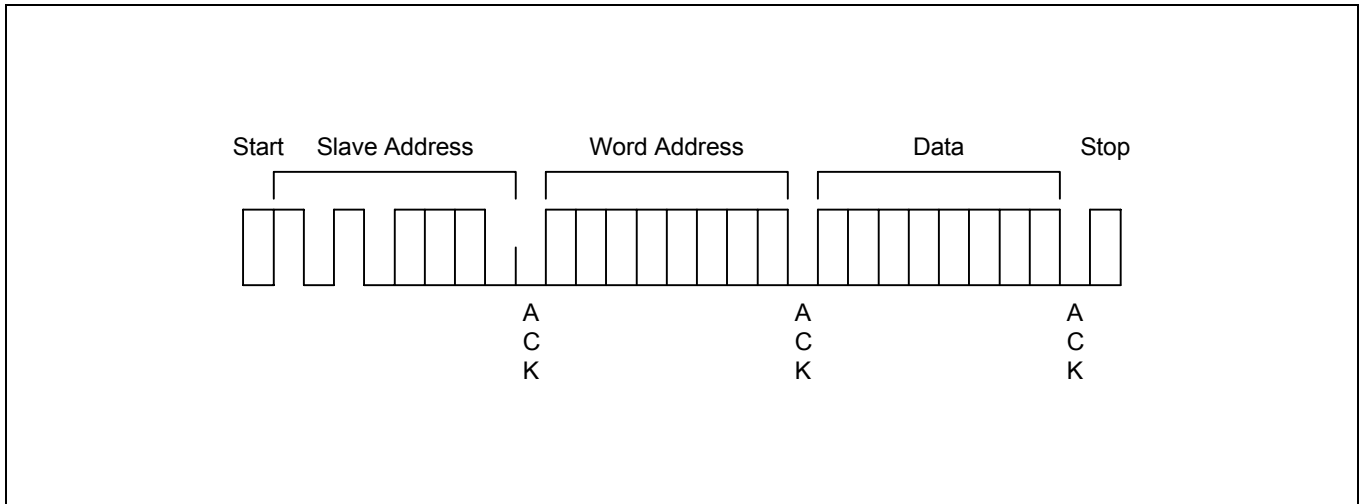 Start Slave Address Word Address Data Stop
A A A
C C C
K K K